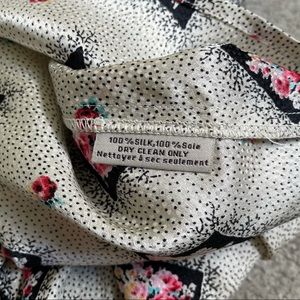 100% SILK, 100% Soie
DRY CLEAN ONLY
Nettoyer à sec seulement